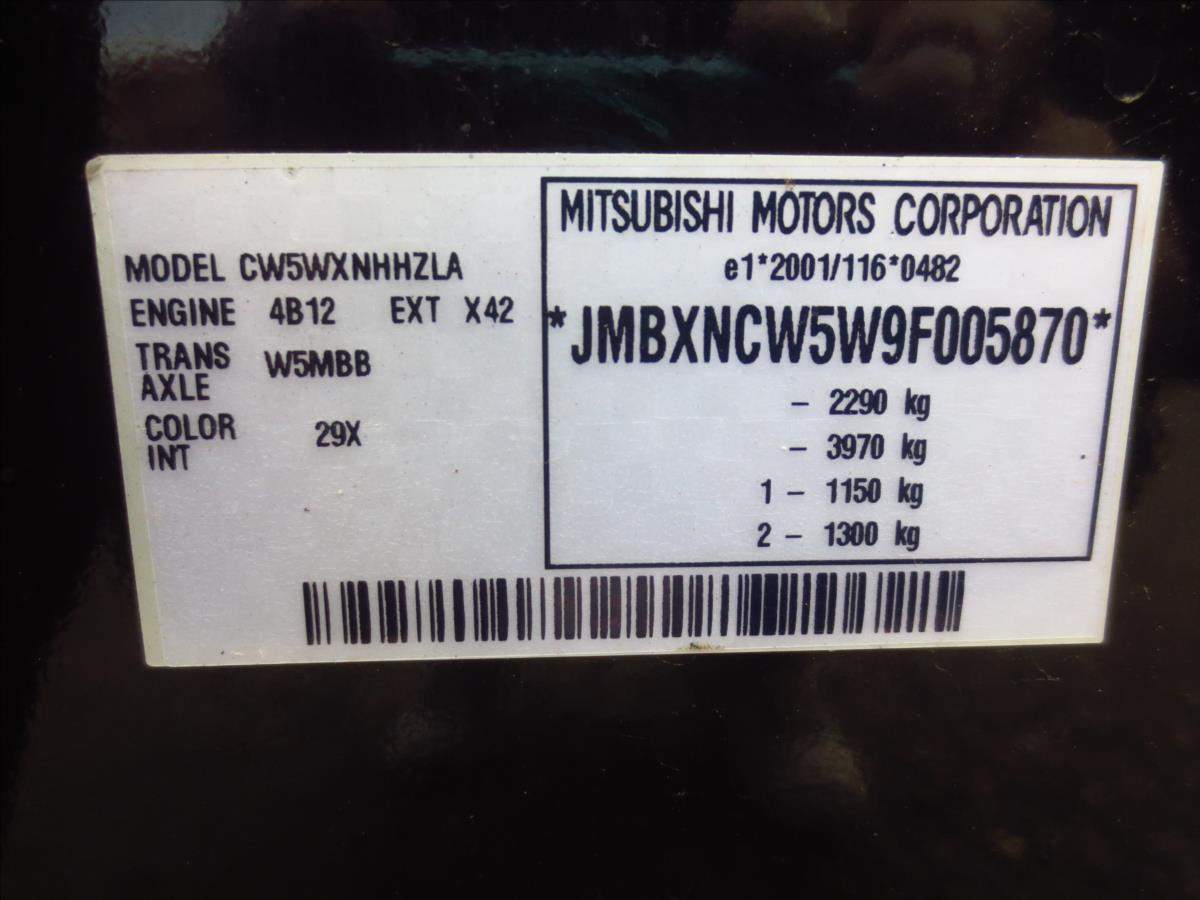 MODEL CW5WXNHHZLA
ENGINE 4B12 EXT X42
TRANS
AXLE W5MBB
COLOR
INT 29X
MITSUBISHI MOTORS CORPORATION
e1*2001/116*0482
*JMBXNCW5W9F005870*
- 2290 kg
- 3970 kg
1 - 1150 kg
2 - 1300 kg